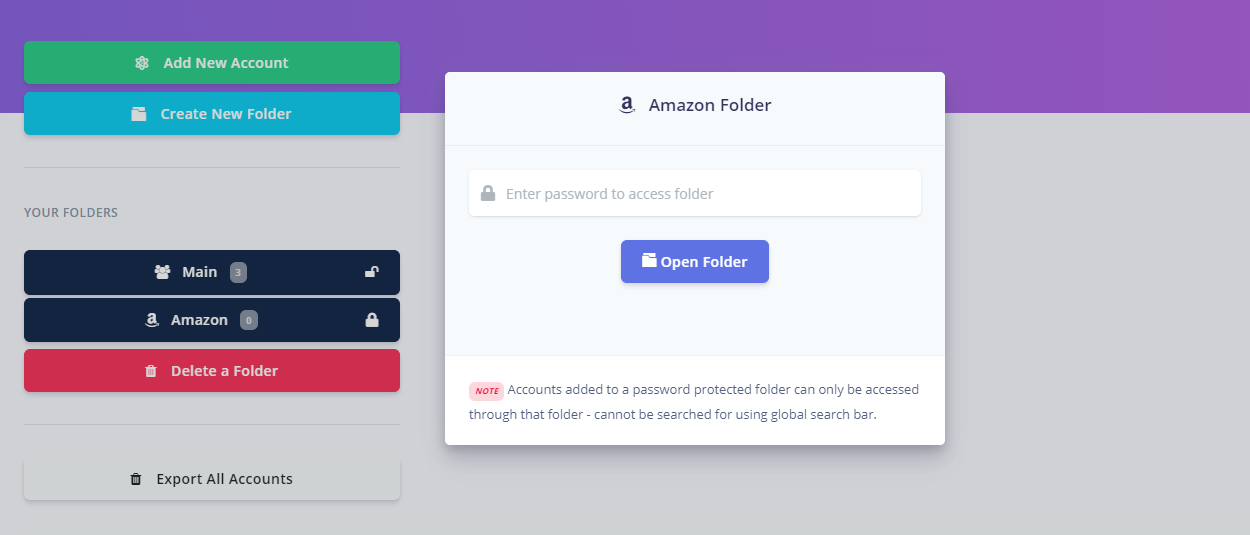 Add New Account
Create New Folder
YOUR FOLDERS
Main 3
Amazon 0
Delete a Folder
Export All Accounts
Amazon Folder
Enter password to access folder
Open Folder
NOTE Accounts added to a password protected folder can only be accessed
through that folder - cannot be searched for using global search bar.